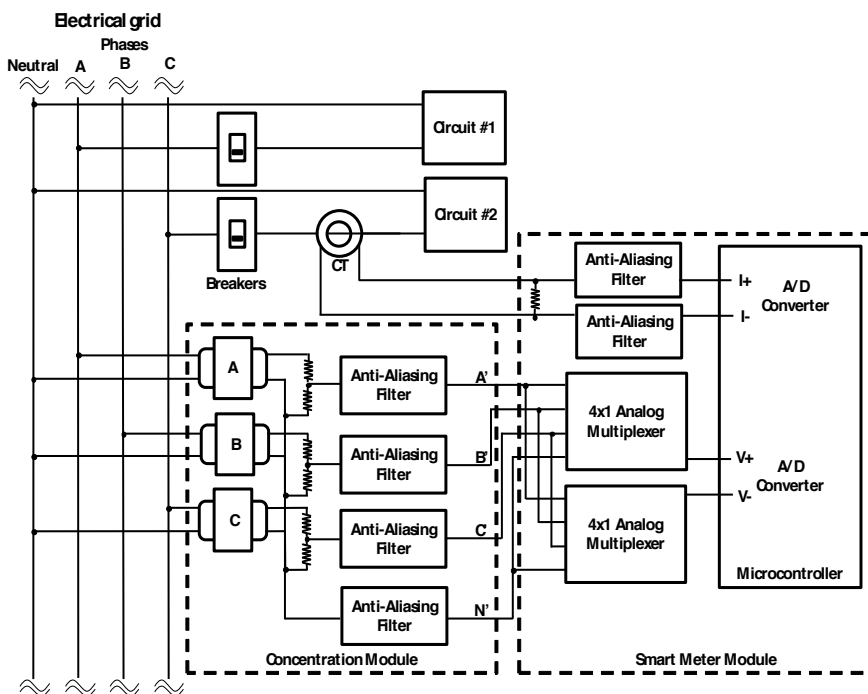 Electrical grid
Phases
Neutral A B C
Circuit #1
Circuit #2
CT
Breakers
Anti-Aliasing
Filter
I+
A/D
Converter
Anti-Aliasing
Filter
I-
A
Anti-Aliasing
Filter
A'
4x1 Analog
Multiplexer
B
Anti-Aliasing
Filter
B'
V+
A/D
Converter
V-
C
Anti-Aliasing
Filter
C
4x1 Analog
Multiplexer
Microcontroller
Anti-Aliasing
Filter
N'
Concentration Module
Smart Meter Module